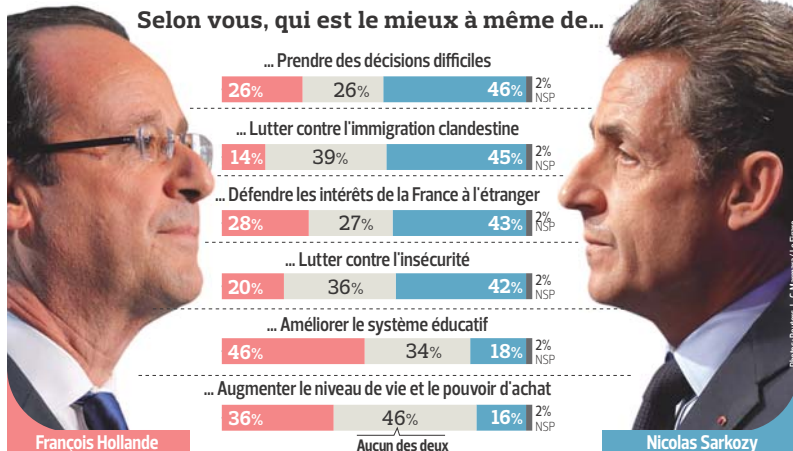 Selon vous, qui est le mieux à même de...
... Prendre des décisions difficiles
26% 26% 46% 2% NSP
... Lutter contre l'immigration clandestine
14% 39% 45% 2% NSP
... Défendre les intérêts de la France à l'étranger
28% 27% 43% 2% NSP
... Lutter contre l'insécurité
20% 36% 42% 2% NSP
... Améliorer le système éducatif
46% 34% 18% 2% NSP
... Augmenter le niveau de vie et le pouvoir d'achat
36% 46% 16% 2% NSP
Aucun des deux
François Hollande
Nicolas Sarkozy